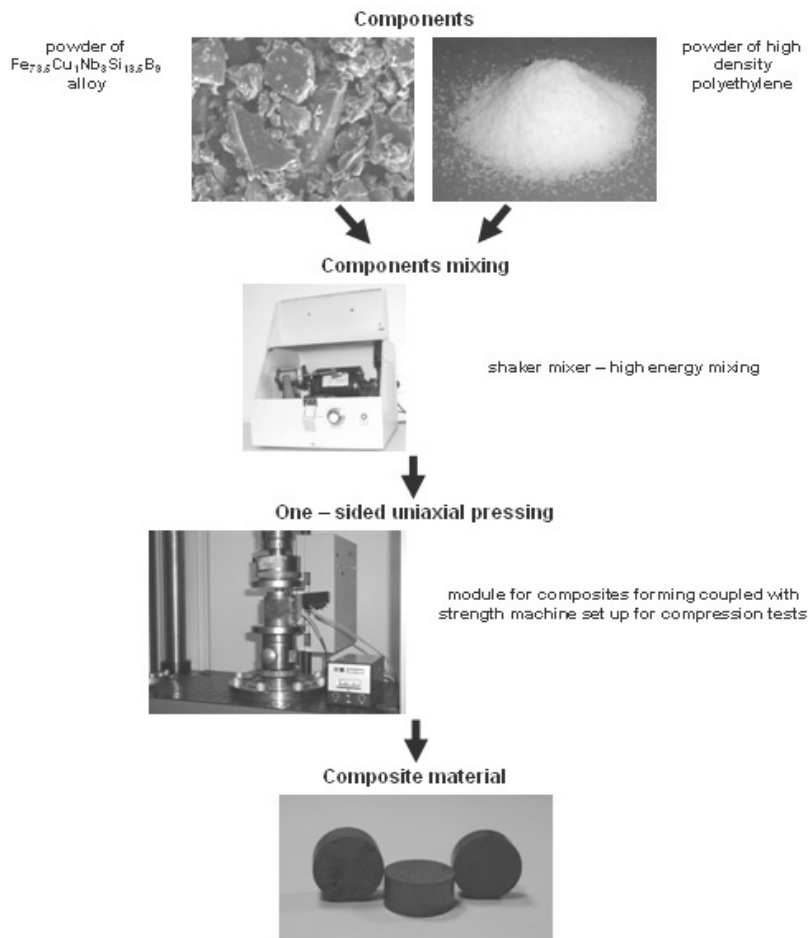 Components
powder of
Fe₇₃.₅Cu₁Nb₃Si₁₃.₅B₉
alloy
powder of high
density
polyethylene
Components mixing
shaker mixer – high energy mixing
One – sided uniaxial pressing
module for composites forming coupled with
strength machine set up for compression tests
Composite material